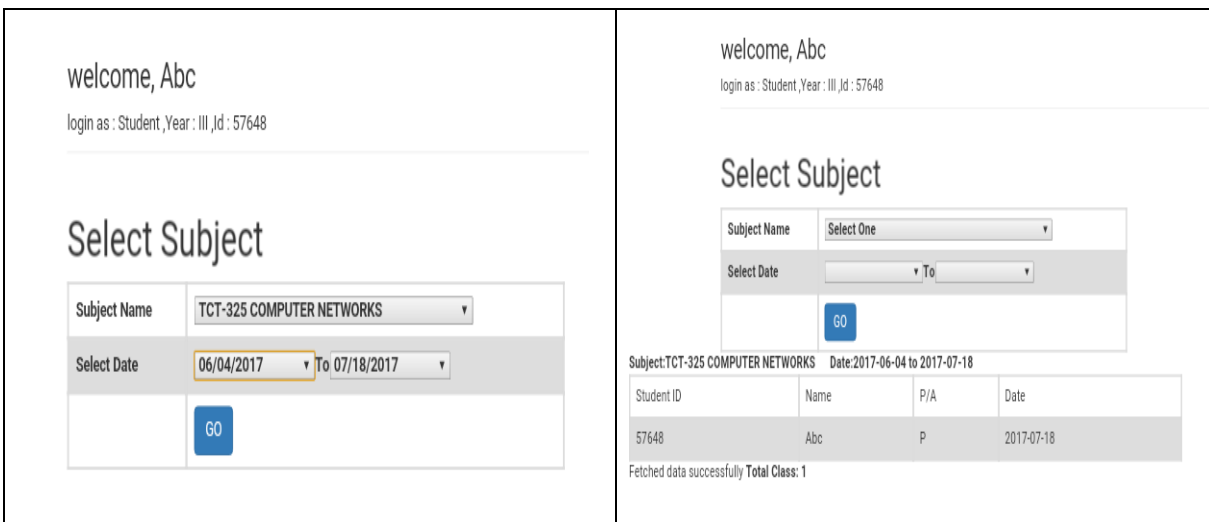 welcome, Abc
login as : Student ,Year : III ,Id : 57648
Select Subject
Subject Name TCT-325 COMPUTER NETWORKS
Select Date 06/04/2017 To 07/18/2017
GO
welcome, Abc
login as : Student ,Year : III ,Id : 57648
Select Subject
Subject Name Select One
Select Date To
GO
Subject:TCT-325 COMPUTER NETWORKS Date:2017-06-04 to 2017-07-18
Student ID Name P/A Date
57648 Abc P 2017-07-18
Fetched data successfully Total Class: 1